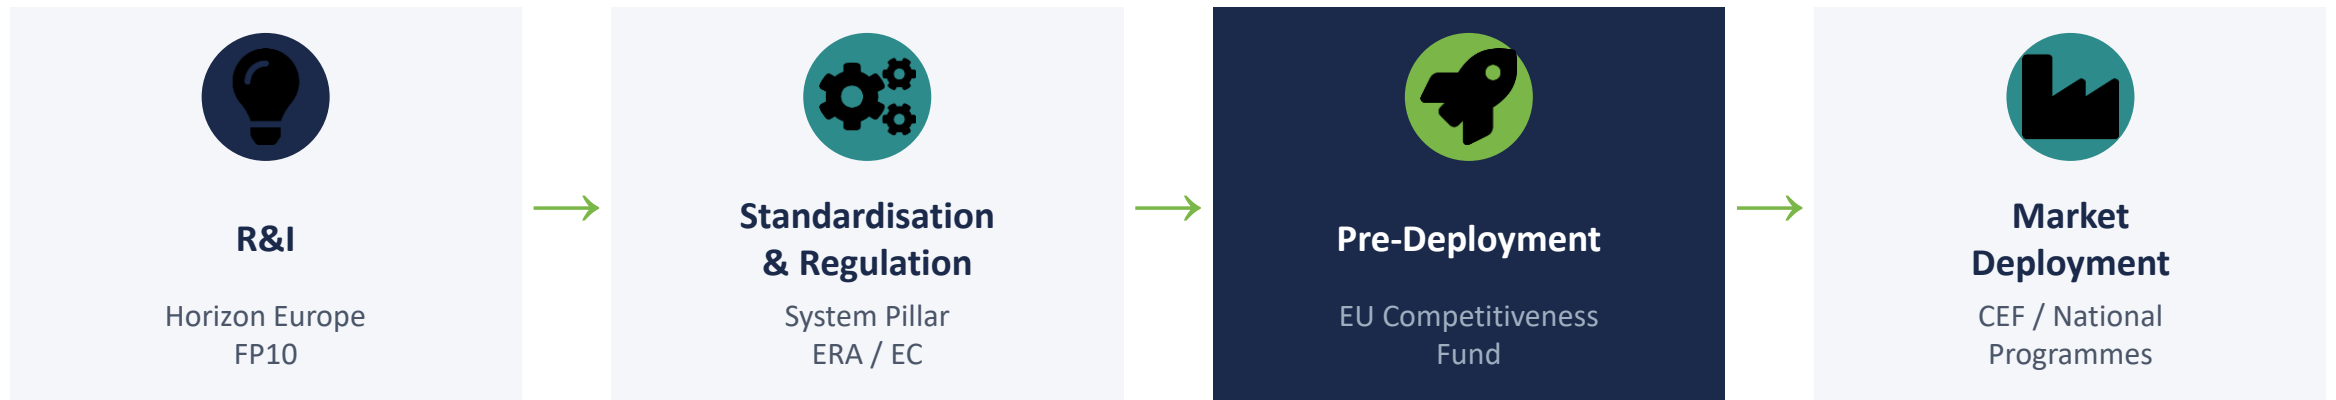 R&I
Horizon Europe
FP10
Standardisation
& Regulation
System Pillar
ERA / EC
Pre-Deployment
EU Competitiveness
Fund
Market
Deployment
CEF / National
Programmes